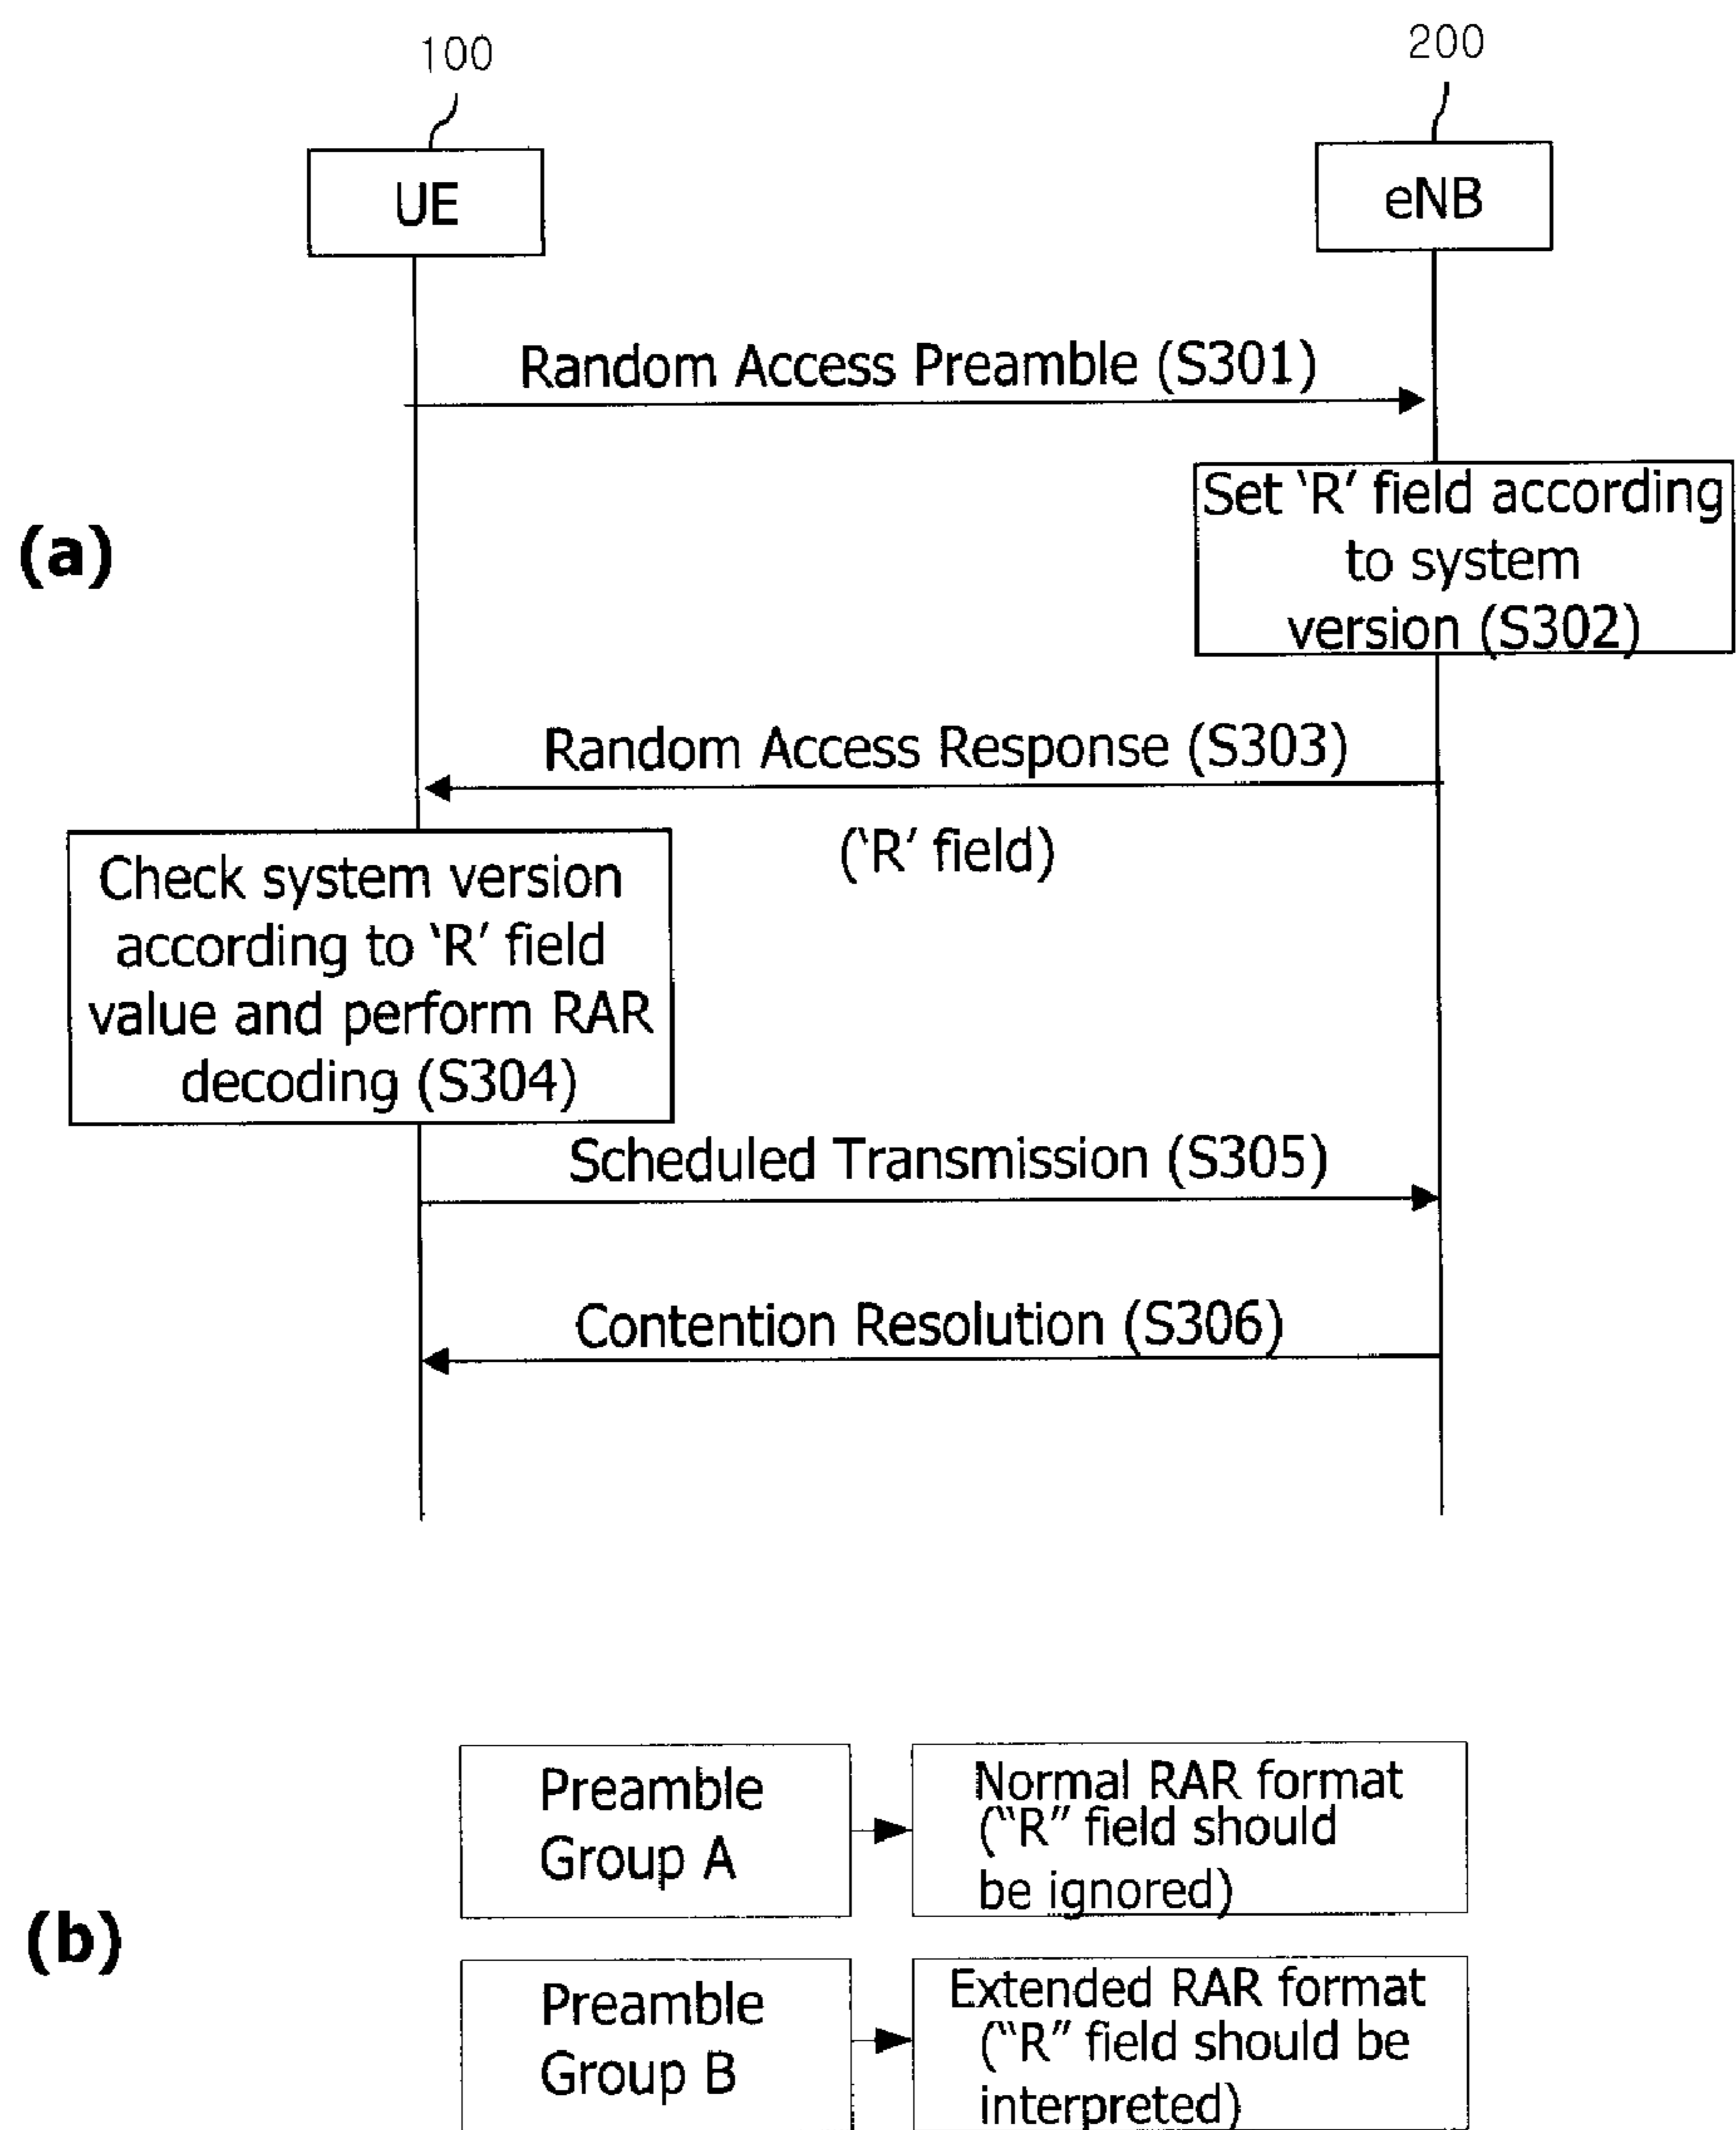 100
200
UE
eNB
Random Access Preamble (S301)
(a)
Set ‘R’ field according
to system
version (S302)
Random Access Response (S303)
(‘R’ field)
Check system version
according to ‘R’ field
value and perform RAR
decoding (S304)
Scheduled Transmission (S305)
Contention Resolution (S306)
(b)
Preamble
Group A
Normal RAR format
(“R” field should
be ignored)
Preamble
Group B
Extended RAR format
(“R” field should be
interpreted)